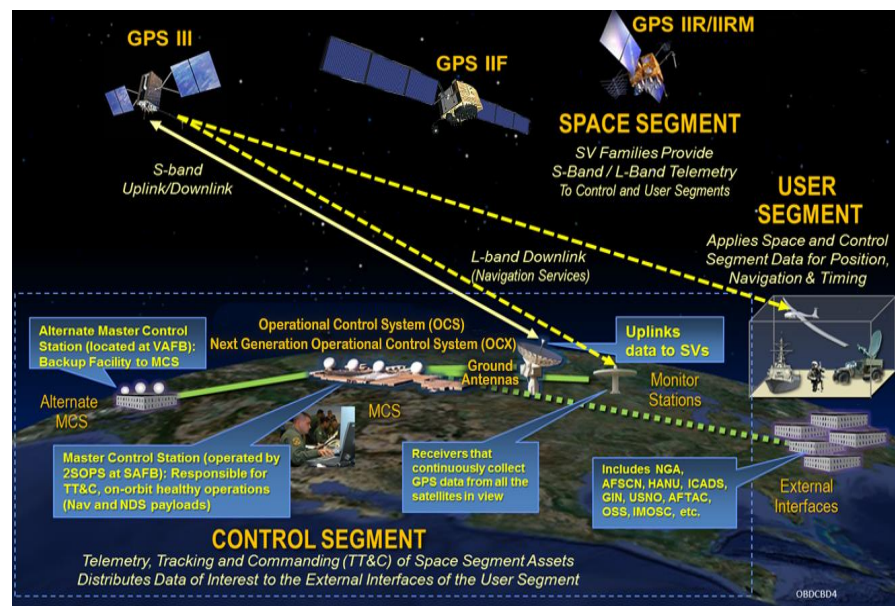 GPS III
GPS IIF
GPS IIR/IIRM
SPACE SEGMENT
SV Families Provide
S-Band / L-Band Telemetry
To Control and User Segments
S-band
Uplink/Downlink
USER
SEGMENT
Applies Space and Control
Segment Data for Position,
Navigation & Timing
L-band Downlink
(Navigation Services)
Alternate Master Control
Station (located at VAFB):
Backup Facility to MCS
Operational Control System (OCS)
Next Generation Operational Control System (OCX)
Uplinks
data to SVs
Ground
Antennas
Monitor
Stations
Alternate
MCS
MCS
Master Control Station (operated by
2SOPS at SAFB): Responsible for
TT&C, on-orbit healthy operations
(Nav and NDS payloads)
Receivers that
continuously collect
GPS data from all the
satellites in view
Includes NGA,
AFSCN, HANU, ICADS,
GIN, USNO, AFTAC,
OSS, IMOSC, etc.
External
Interfaces
CONTROL SEGMENT
Telemetry, Tracking and Commanding (TT&C) of Space Segment Assets
Distributes Data of Interest to the External Interfaces of the User Segment
OBDCBD4